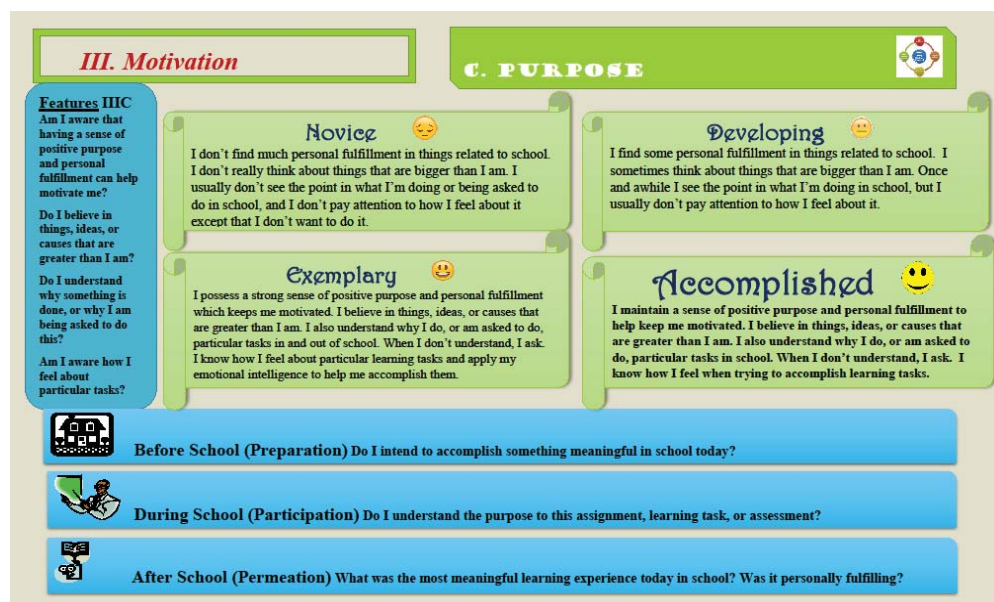 III. Motivation
C. PURPOSE
Features IIIC
Am I aware that
having a sense of
positive purpose
and personal
fulfillment can help
motivate me?
Do I believe in
things, ideas, or
causes that are
greater than I am?
Do I understand
why something is
done, or why I am
being asked to do
this?
Am I aware how I
feel about
particular tasks?
Novice
I don't find much personal fulfillment in things related to school.
I don't really think about things that are bigger than I am. I
usually don't see the point in what I'm doing or being asked to
do in school, and I don't pay attention to how I feel about it
except that I don't want to do it.
Developing
I find some personal fulfillment in things related to school. I
sometimes think about things that are bigger than I am. Once
and awhile I see the point in what I'm doing in school, but I
usually don't pay attention to how I feel about it.
Exemplary
I possess a strong sense of positive purpose and personal fulfillment
which keeps me motivated. I believe in things, ideas, or causes that
are greater than I am. I also understand why I do, or am asked to do,
particular tasks in and out of school. When I don't understand, I ask.
I know how I feel about particular learning tasks and apply my
emotional intelligence to help me accomplish them.
Accomplished
I maintain a sense of positive purpose and personal fulfillment to
help keep me motivated. I believe in things, ideas, or causes that
are greater than I am. I also understand why I do, or am asked to
do, particular tasks in school. When I don't understand, I ask. I
know how I feel when trying to accomplish learning tasks.
Before School (Preparation) Do I intend to accomplish something meaningful in school today?
During School (Participation) Do I understand the purpose to this assignment, learning task, or assessment?
After School (Permeation) What was the most meaningful learning experience today in school? Was it personally fulfilling?